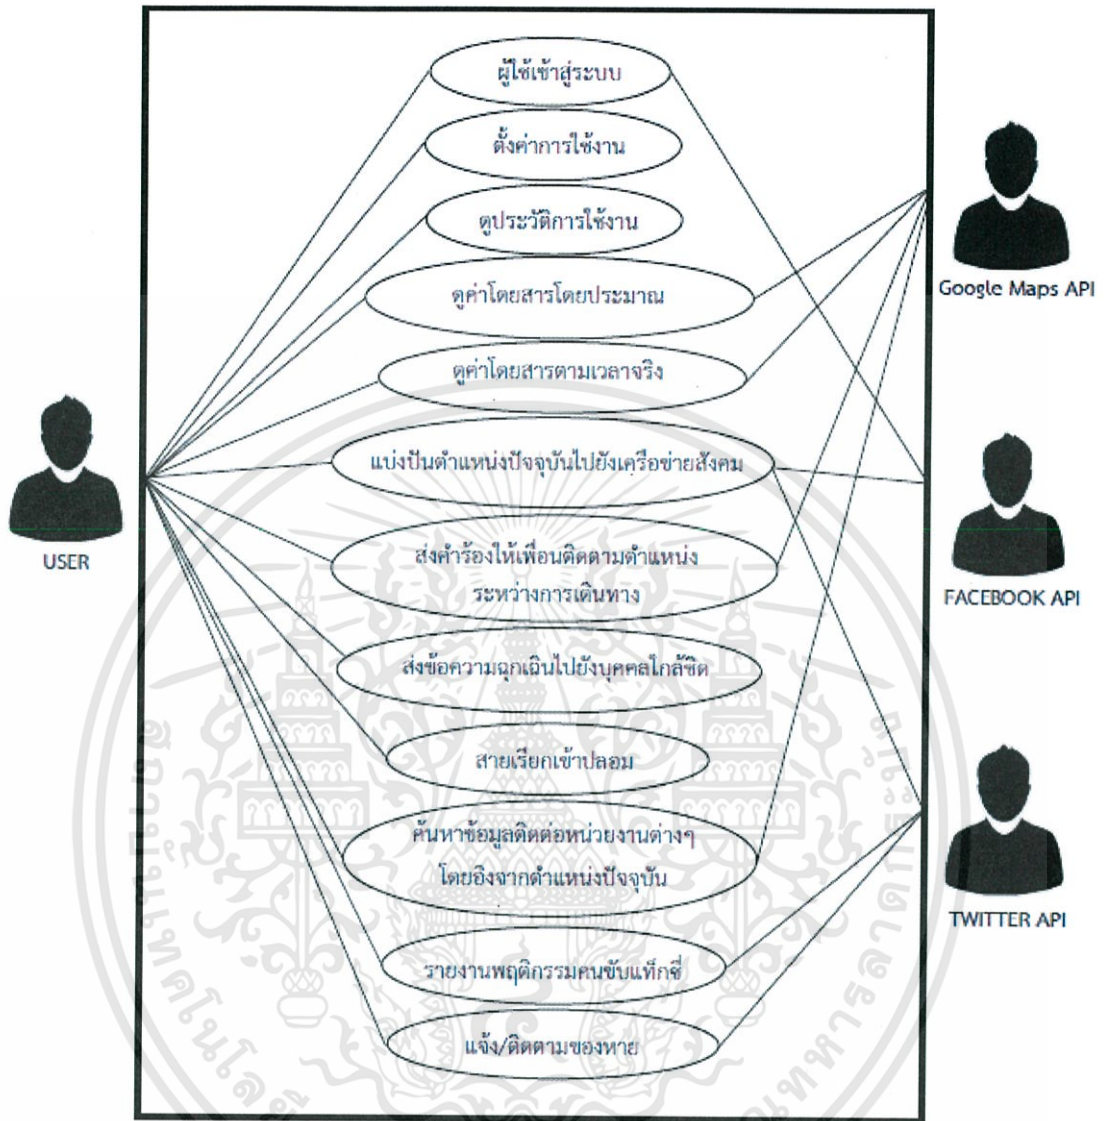 ผู้ใช้เข้าสู่ระบบ
ตั้งค่าการใช้งาน
ดูประวัติการใช้งาน
ดูค่าโดยสารโดยประมาณ
ดูค่าโดยสารตามเวลาจริง
แบ่งปันตำแหน่งปัจจุบันไปยังเครือข่ายสังคม
ส่งคำร้องให้เพื่อนติดตามตำแหน่ง
ระหว่างการเดินทาง
ส่งข้อความฉุกเฉินไปยังบุคคลใกล้ชิด
สายเรียกเข้าปลอม
ค้นหาข้อมูลติดต่อหน่วยงานต่างๆ
โดยอิงจากตำแหน่งปัจจุบัน
รายงานพฤติกรรมคนขับแท็กซี่
แจ้ง/ติดตามของหาย
USER
Google Maps API
FACEBOOK API
TWITTER API